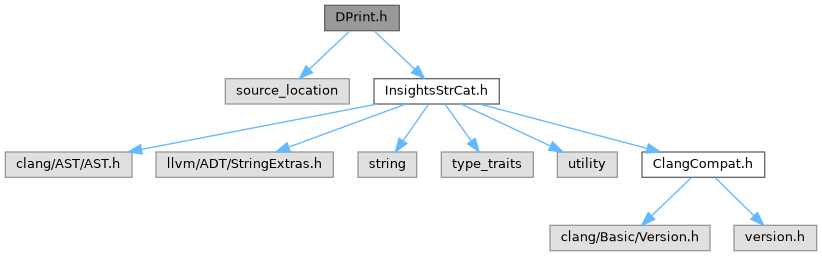 DPrint.h
source_location
InsightsStrCat.h
clang/AST/AST.h
llvm/ADT/StringExtras.h
string
type_traits
utility
ClangCompat.h
clang/Basic/Version.h
version.h